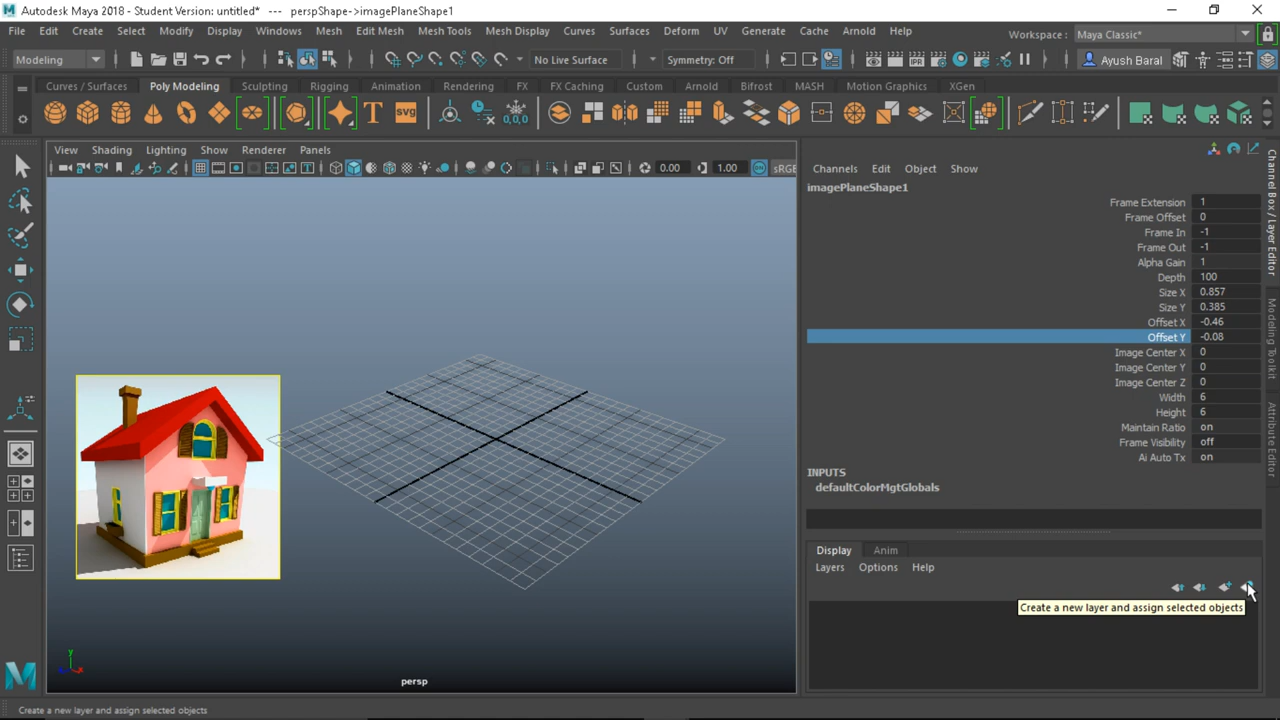 Autodesk Maya 2018 - Student Version: untitled* --- perspShape->imagePlaneShape1
File Edit Create Select Modify Display Windows Mesh Edit Mesh Mesh Tools Mesh Display Curves Surfaces Deform UV Generate Cache Arnold Help
Workspace : Maya Classic*
Modeling No Live Surface Symmetry: Off IPR Ayush Baral
Curves / Surfaces Poly Modeling Sculpting Rigging Animation Rendering FX FX Caching Custom Arnold Bifrost MASH Motion Graphics XGen
T svg 0,0,0
View Shading Lighting Show Renderer Panels
0.00 1.00 sRGB
Channels Edit Object Show
imagePlaneShape1
Frame Extension 1
Frame Offset 0
Frame In -1
Frame Out -1
Alpha Gain 1
Depth 100
Size X 0.857
Size Y 0.385
Offset X -0.46
Offset Y -0.08
Image Center X 0
Image Center Y 0
Image Center Z 0
Width 6
Height 6
Maintain Ratio on
Frame Visibility off
Ai Auto Tx on
INPUTS
defaultColorMgtGlobals
Display Anim
Layers Options Help
Create a new layer and assign selected objects
Channel Box / Layer Editor
Modeling Toolkit
Attribute Editor
y
z x
persp
M
Create a new layer and assign selected objects